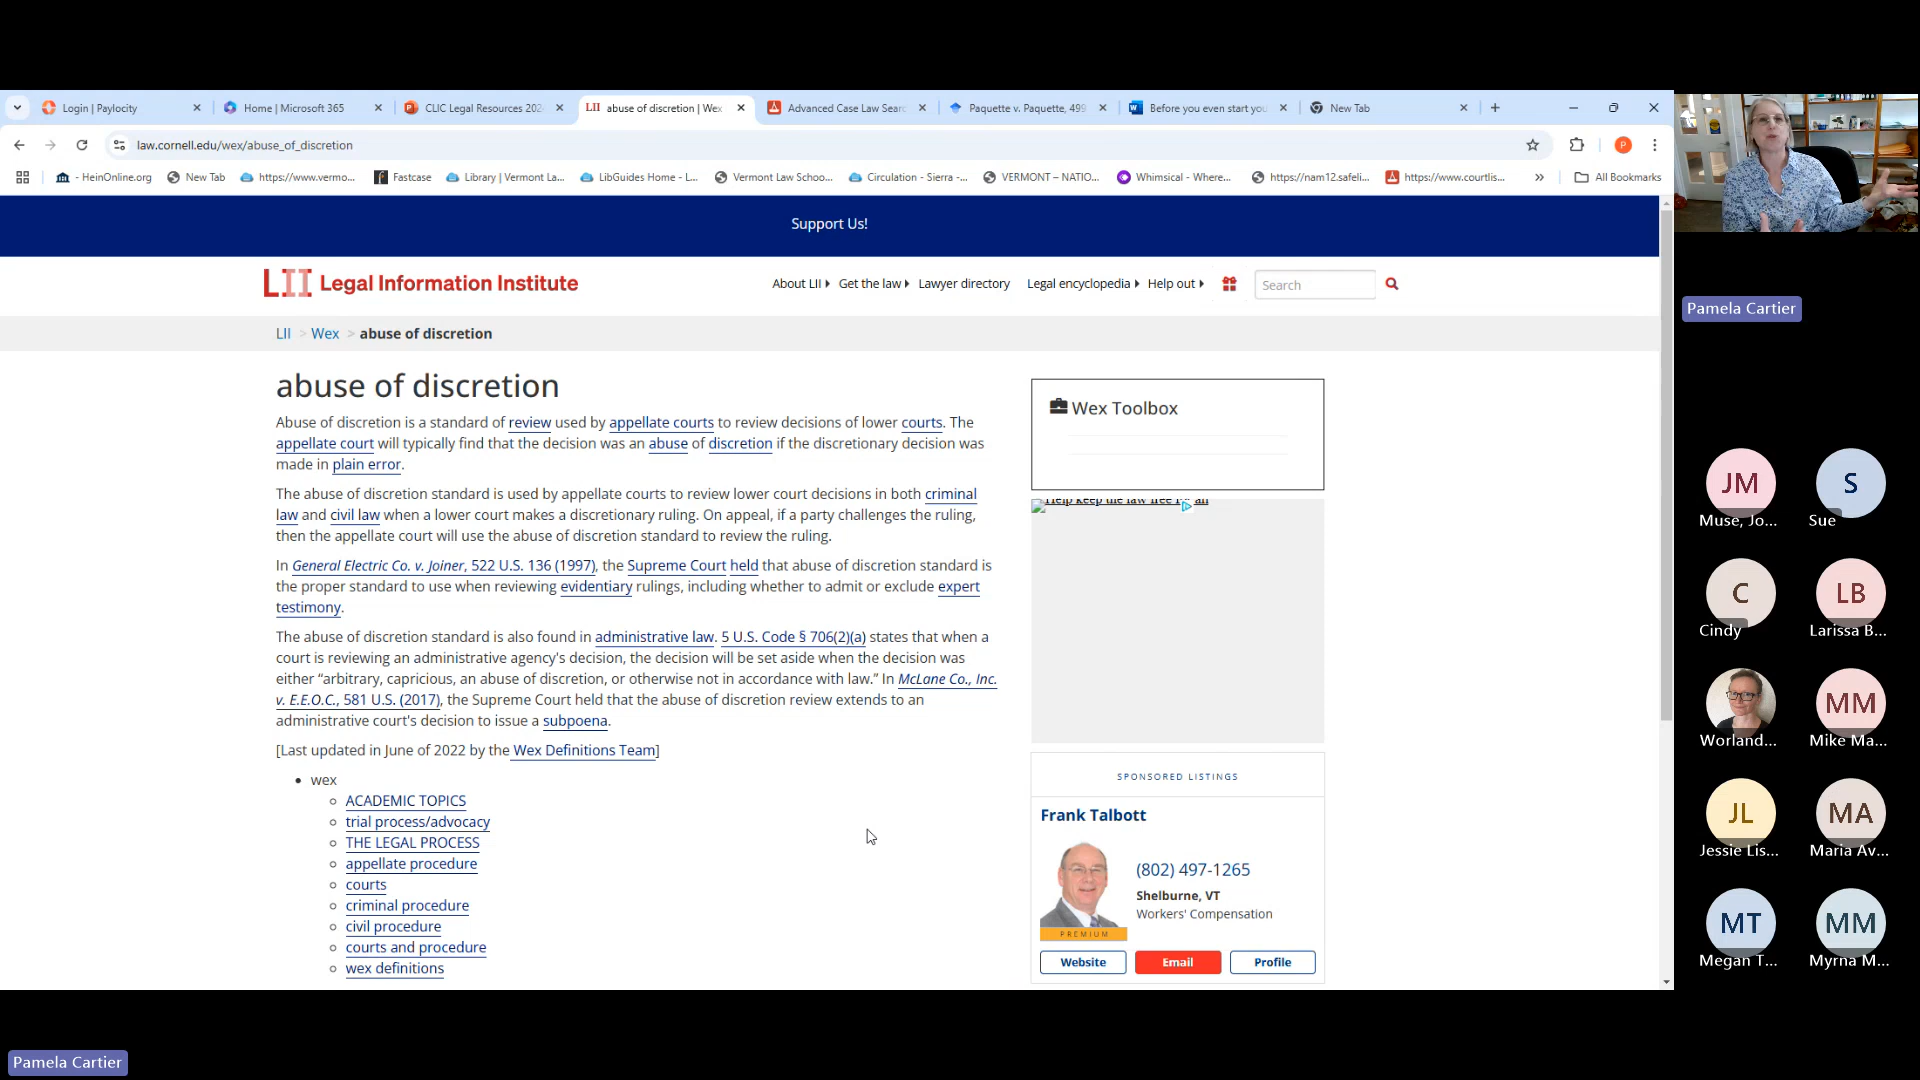 Login | Paylocity
Home | Microsoft 365
CLIC Legal Resources 202
LII abuse of discretion | Wex
Advanced Case Law Sear
Paquette v. Paquette, 499
Before you even start you
New Tab
law.cornell.edu/wex/abuse_of_discretion
P
- HeinOnline.org
New Tab
https://www.vermo...
Fastcase
Library | Vermont La...
LibGuides Home - L...
Vermont Law Schoo...
Circulation - Sierra -...
VERMONT – NATIO...
Whimsical - Where...
https://nam12.safeli...
https://www.courtlis...
All Bookmarks
Support Us!
LII Legal Information Institute
About LII
Get the law
Lawyer directory
Legal encyclopedia
Help out
Search
LII > Wex > abuse of discretion
abuse of discretion
Abuse of discretion is a standard of review used by appellate courts to review decisions of lower courts. The
appellate court will typically find that the decision was an abuse of discretion if the discretionary decision was
made in plain error.
The abuse of discretion standard is used by appellate courts to review lower court decisions in both criminal
law and civil law when a lower court makes a discretionary ruling. On appeal, if a party challenges the ruling,
then the appellate court will use the abuse of discretion standard to review the ruling.
In General Electric Co. v. Joiner, 522 U.S. 136 (1997), the Supreme Court held that abuse of discretion standard is
the proper standard to use when reviewing evidentiary rulings, including whether to admit or exclude expert
testimony.
The abuse of discretion standard is also found in administrative law. 5 U.S. Code § 706(2)(a) states that when a
court is reviewing an administrative agency's decision, the decision will be set aside when the decision was
either “arbitrary, capricious, an abuse of discretion, or otherwise not in accordance with law.” In McLane Co., Inc.
v. E.E.O.C., 581 U.S. (2017), the Supreme Court held that the abuse of discretion review extends to an
administrative court's decision to issue a subpoena.
[Last updated in June of 2022 by the Wex Definitions Team]
wex
ACADEMIC TOPICS
trial process/advocacy
THE LEGAL PROCESS
appellate procedure
courts
criminal procedure
civil procedure
courts and procedure
wex definitions
Wex Toolbox
Help keep the law free for all
SPONSORED LISTINGS
Frank Talbott
(802) 497-1265
Shelburne, VT
Workers' Compensation
PREMIUM
Website
Email
Profile
Pamela Cartier
JM
Muse, Jo...
S
Sue
C
Cindy
LB
Larissa B...
Worland...
MM
Mike Ma...
JL
Jessie Lis...
MA
Maria Av...
MT
Megan T...
MM
Myrna M...
Pamela Cartier